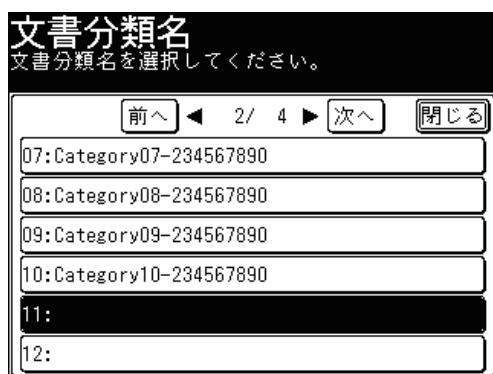 文書分類名
文書分類名を選択してください。
前へ ◀ 2/ 4 ▶ 次へ 閉じる
07:Category07-234567890
08:Category08-234567890
09:Category09-234567890
10:Category10-234567890
11:
12: